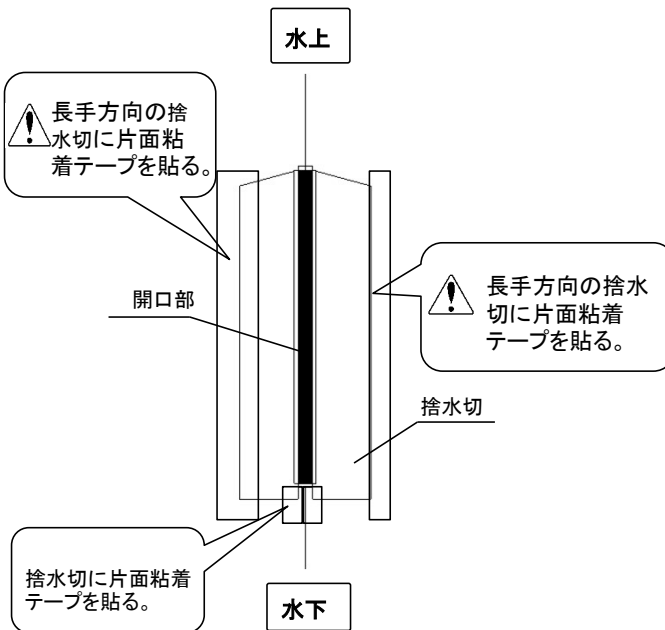 水上
長手方向の捨
水切に片面粘
着テープを貼る。
長手方向の捨水
切に片面粘着
テープを貼る。
開口部
捨水切
捨水切に片面粘着
テープを貼る。
水下